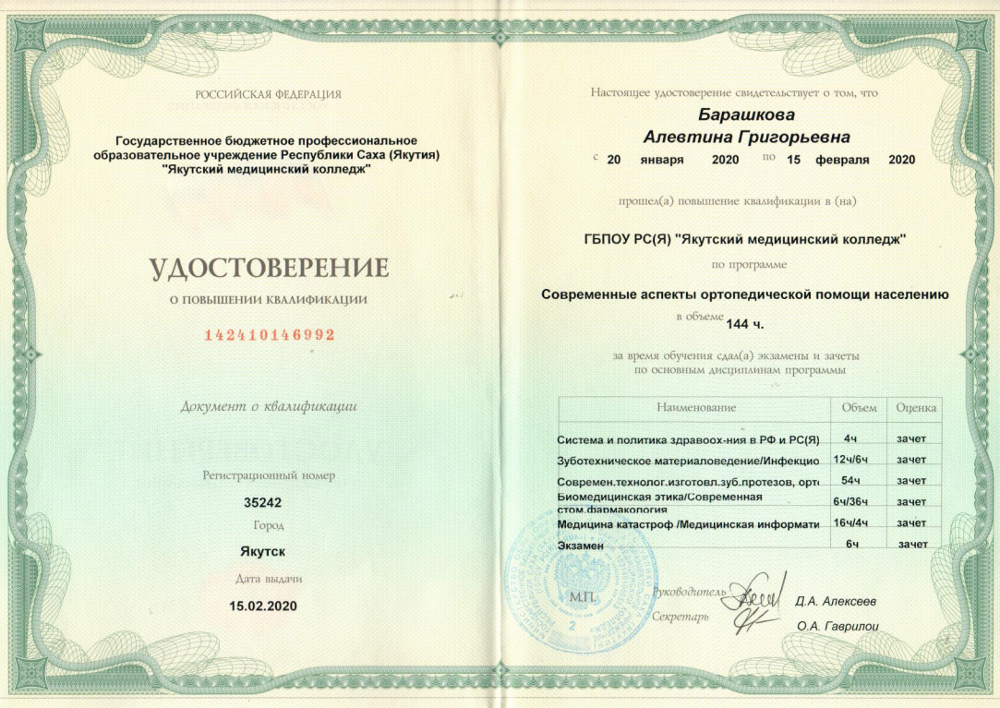 РОССИЙСКАЯ ФЕДЕРАЦИЯ
Государственное бюджетное профессиональное
образовательное учреждение Республики Саха (Якутия)
"Якутский медицинский колледж"
УДОСТОВЕРЕНИЕ
О ПОВЫШЕНИИ КВАЛИФИКАЦИИ
142410146992
Документ о квалификации
Регистрационный номер
35242
Город
Якутск
Дата выдачи
15.02.2020
Настоящее удостоверение свидетельствует о том, что
Барашкова
Алевтина Григорьевна
с 20 января 2020 по 15 февраля 2020
прошел(а) повышение квалификации в (на)
ГБПОУ РС(Я) "Якутский медицинский колледж"
по программе
Современные аспекты ортопедической помощи населению
в объеме 144 ч.
за время обучения сдал(а) экзамены и зачеты
по основным дисциплинам программы
Наименование Объем Оценка
Система и политика здравоох-ния в РФ и РС(Я) 4ч зачет
Зуботехническое материаловедение/Инфекцио 12ч/6ч зачет
Современ.технолог.изготовл.зуб.протезов, орто 54ч зачет
Биомедицинская этика/Современная
стом.фармакология 6ч/36ч зачет
Медицина катастроф /Медицинская информати 16ч/4ч зачет
Экзамен 6ч зачет
М.П.
2
Руководитель Д.А. Алексеев
Секретарь О.А. Гаврилои